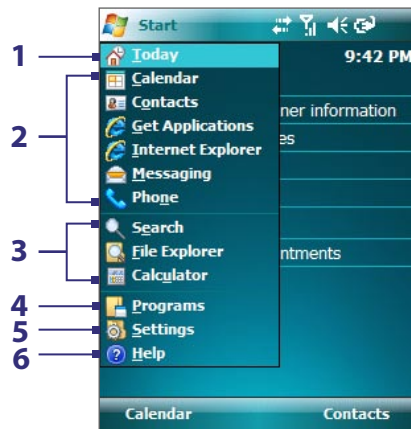 Start
1 Today 9:42 PM
Calendar
Contacts ner information
Get Applications es
2 Internet Explorer
Messaging
Phone
Search
3 File Explorer ntments
Calculator
4 Programs
5 Settings
6 Help
Calendar Contacts